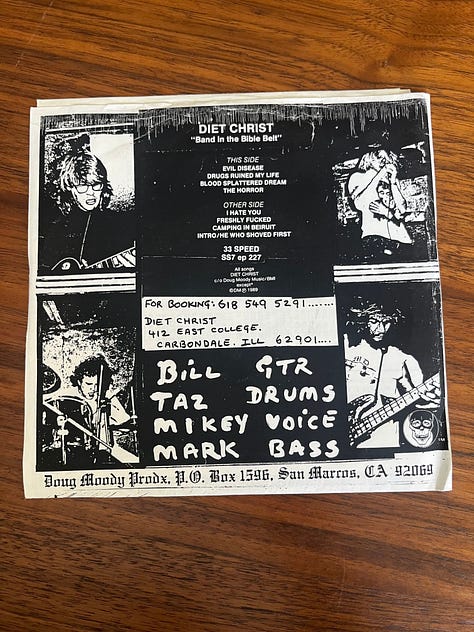 DIET CHRIST
"Band in the Bible Belt"
THIS SIDE
EVIL DISEASE
DRUGS RUINED MY LIFE
BLOOD SPLATTERED DREAM
THE HORROR
OTHER SIDE
I HATE YOU
FRESHLY FUCKED
CAMPING IN BEIRUIT
INTRO/HE WHO SHOVED FIRST
33 SPEED
SS7 ep 227
All songs
DIET CHRIST
c/o Doug Moody Music/BMI
except*
©DM℗ 1989
FOR BOOKING: 618 549 5291.......
DIET CHRIST
412 EAST COLLEGE.
CARBONDALE. ILL 62901....
BILL GTR
TAZ DRUMS
MIKEY VOICE
MARK BASS
TM
Doug Moody Prodx, P.O. Box 1596, San Marcos, CA 92069